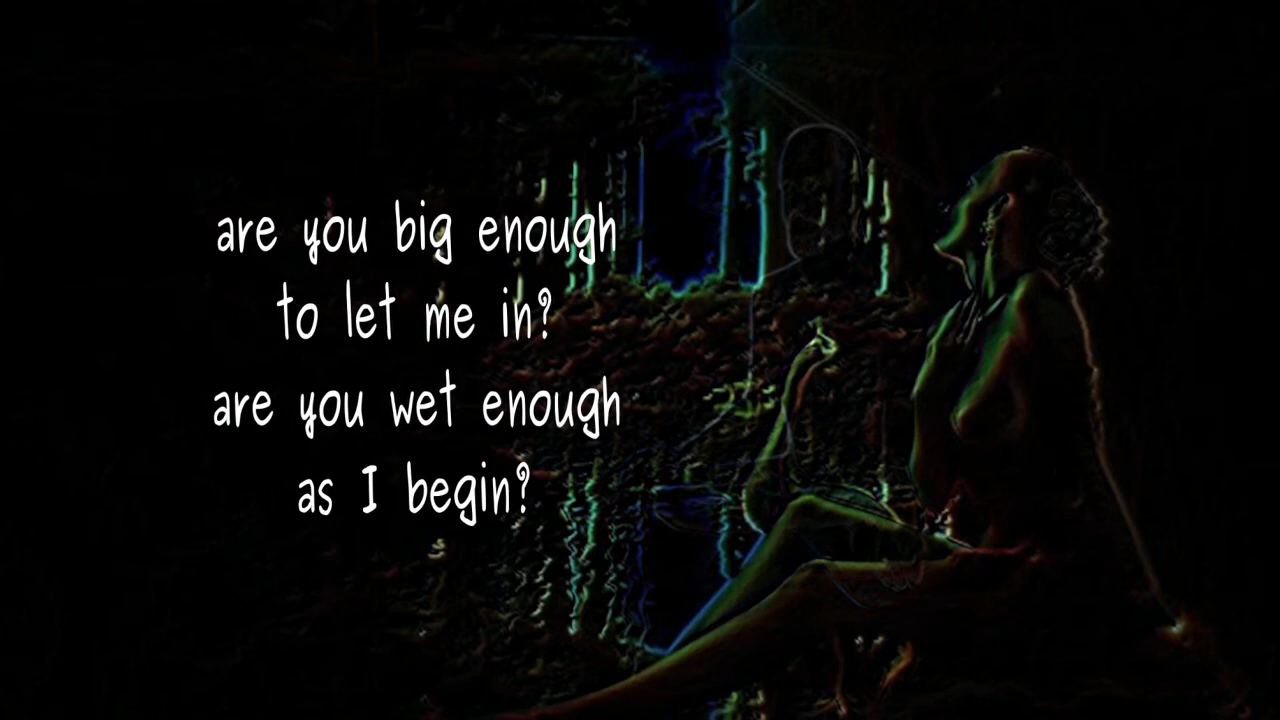 are you big enough
to let me in?
are you wet enough
as I begin?